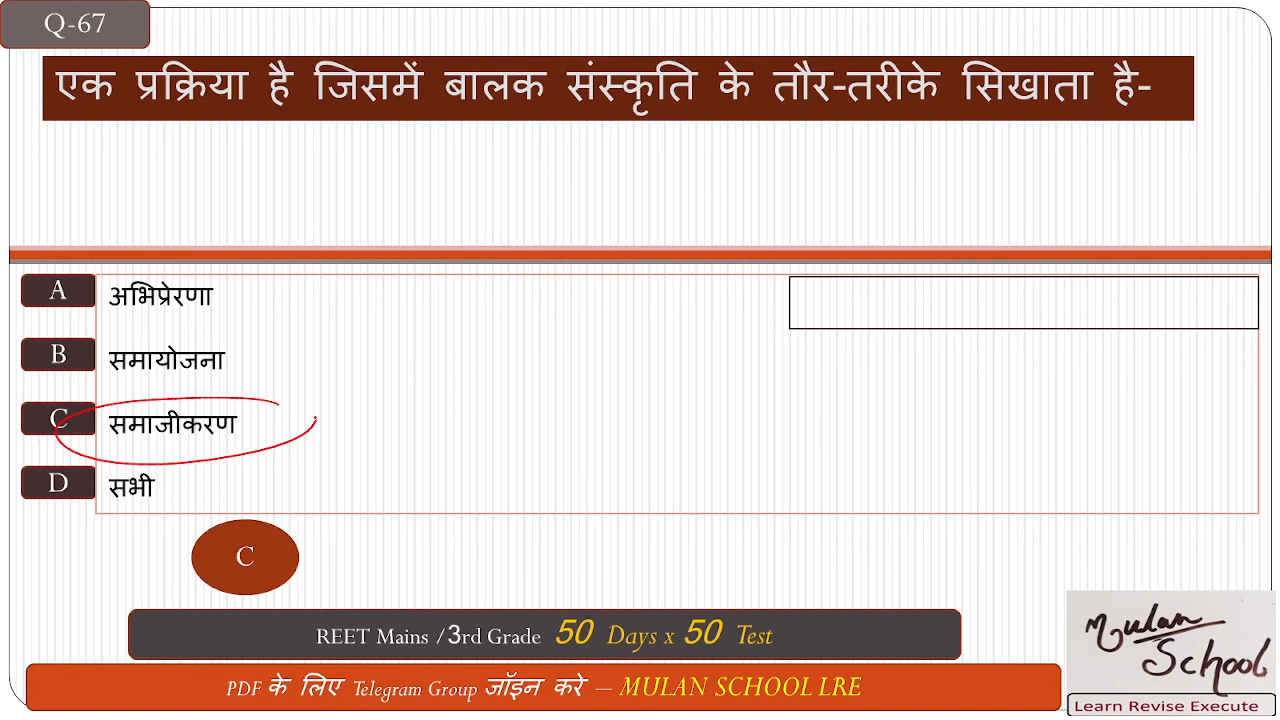 Q-67
एक प्रक्रिया है जिसमें बालक संस्कृति के तौर-तरीके सिखाता है-
A अभिप्रेरणा
B समायोजना
C समाजीकरण
D सभी
C
REET Mains /3rd Grade 50 Days x 50 Test
PDF के लिए Telegram Group जॉइन करे – MULAN SCHOOL LRE
Mulan
School
Learn Revise Execute